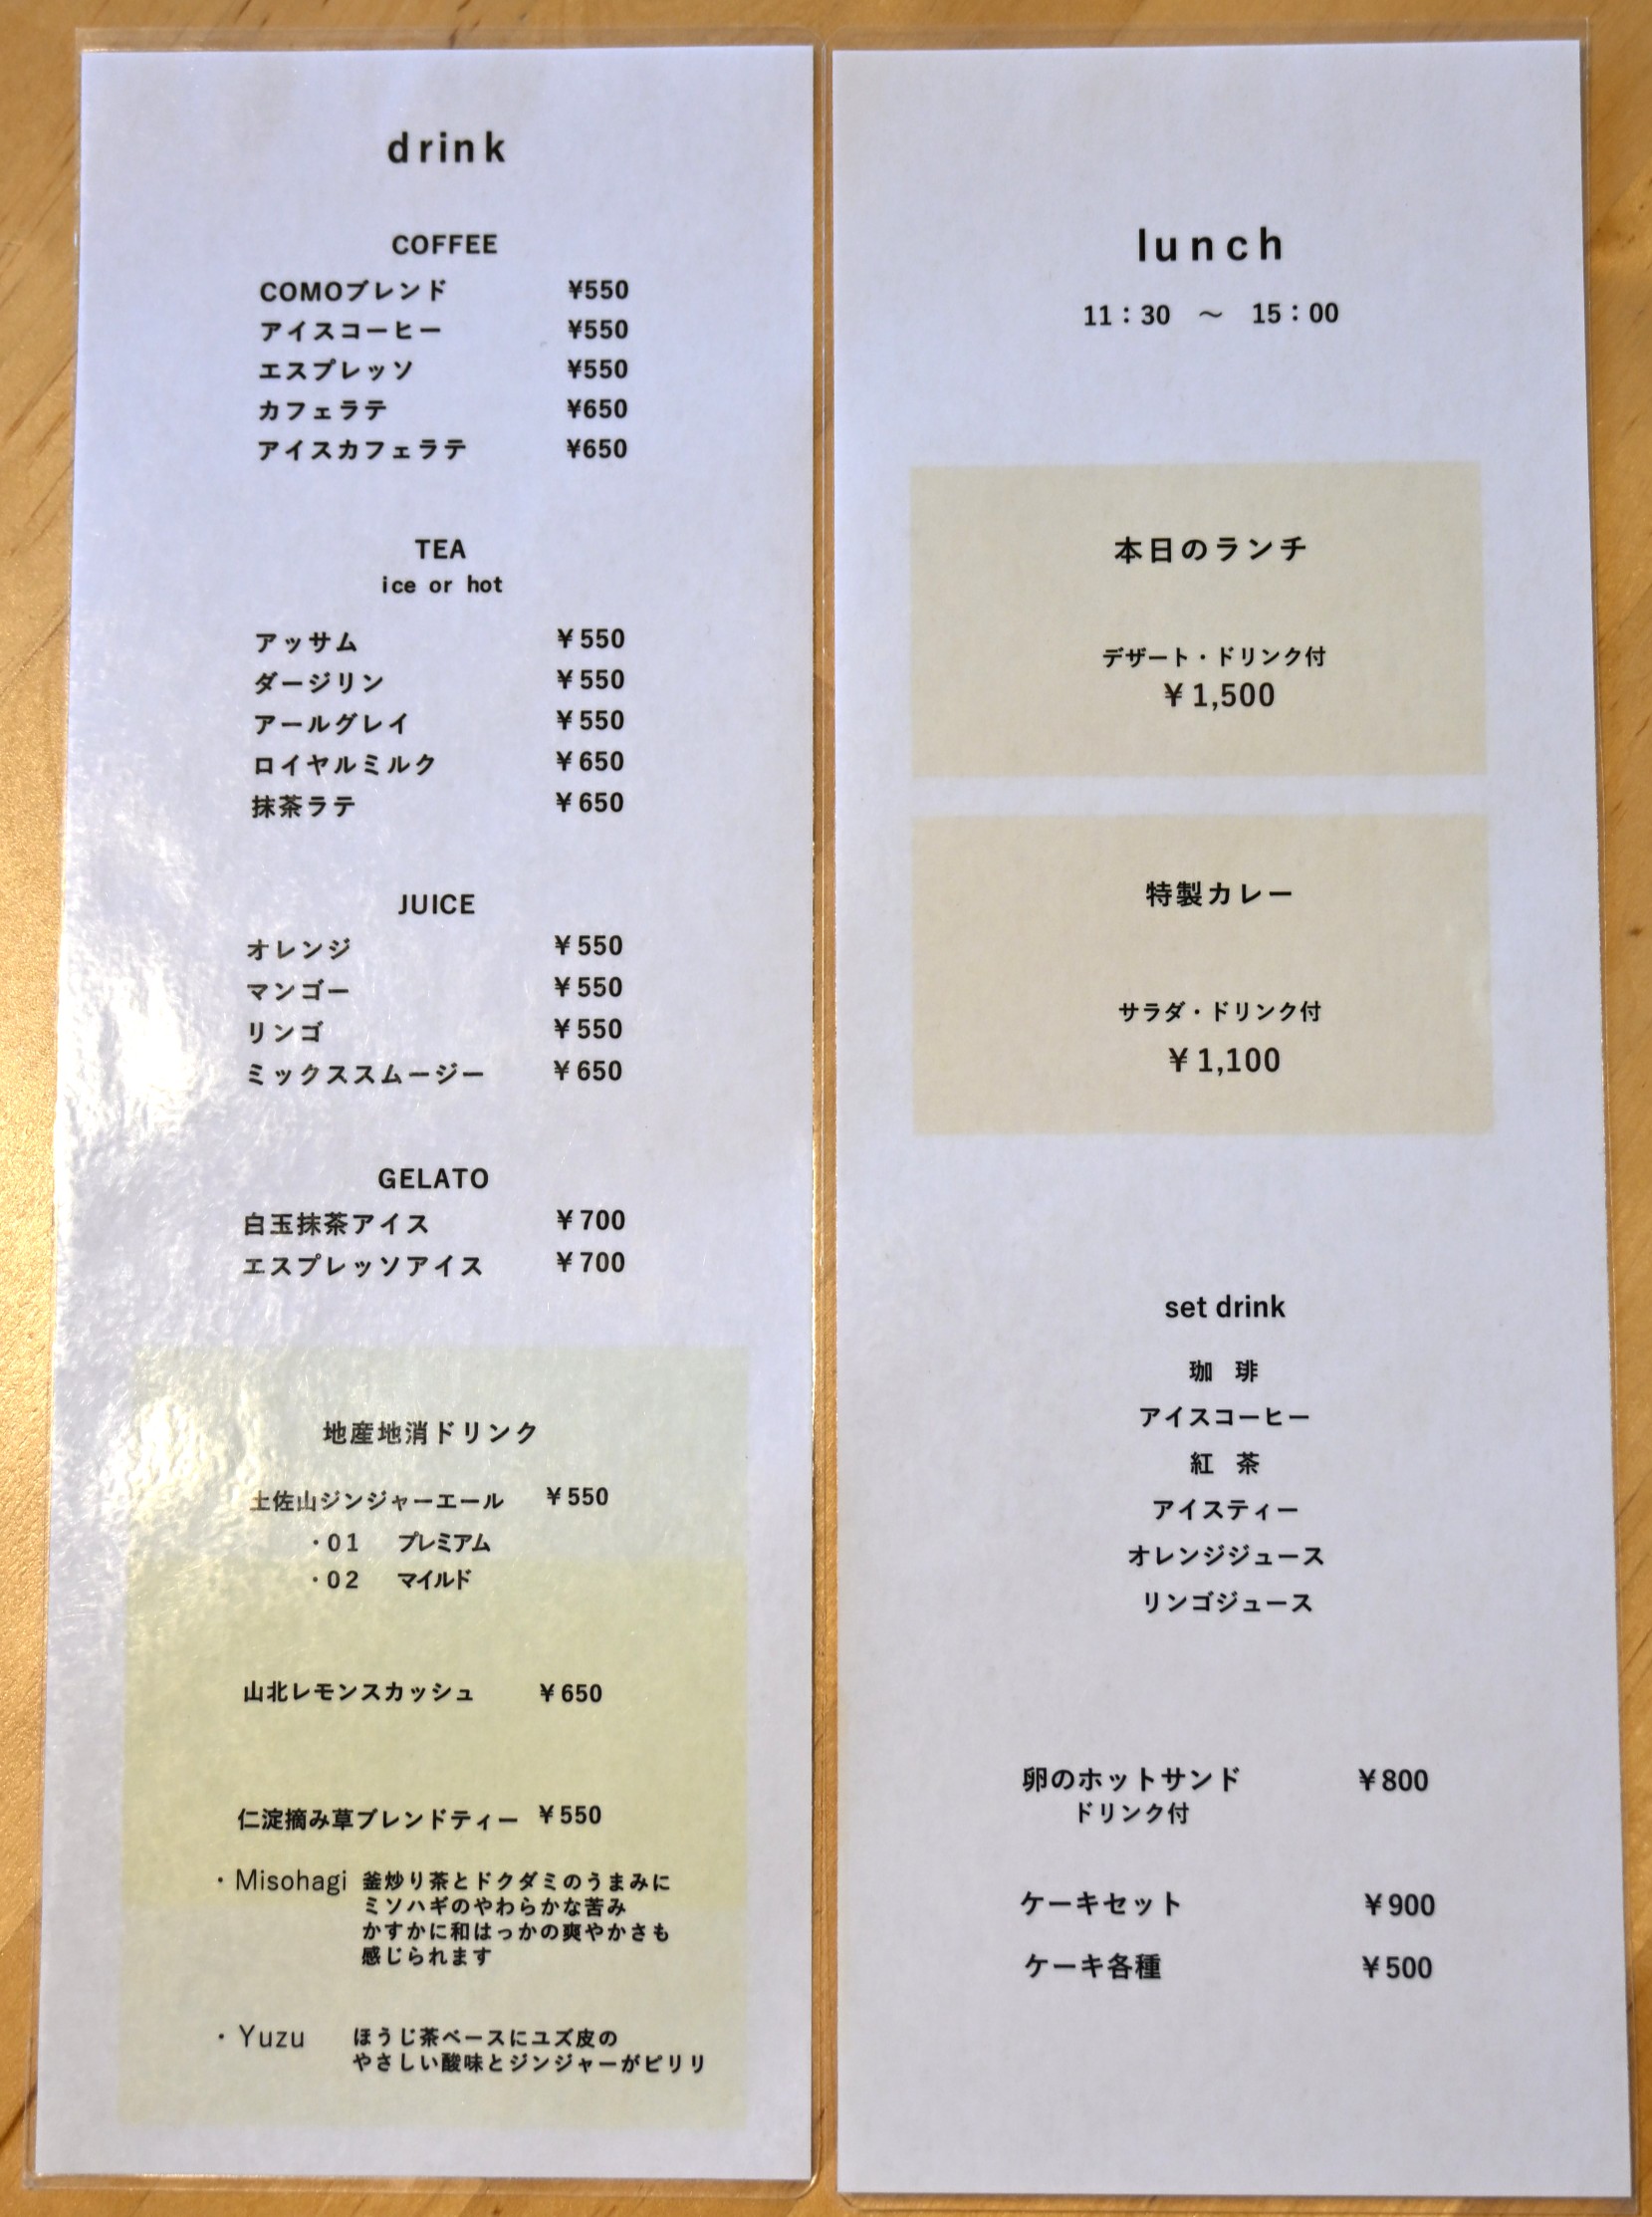 drink
COFFEE
COMOブレンド ¥550
アイスコーヒー ¥550
エスプレッソ ¥550
カフェラテ ¥650
アイスカフェラテ ¥650
TEA
ice or hot
アッサム ¥550
ダージリン ¥550
アールグレイ ¥550
ロイヤルミルク ¥650
抹茶ラテ ¥650
JUICE
オレンジ ¥550
マンゴー ¥550
リンゴ ¥550
ミックススムージー ¥650
GELATO
白玉抹茶アイス ¥700
エスプレッソアイス ¥700
地産地消ドリンク
土佐山ジンジャーエール ¥550
・01 プレミアム
・02 マイルド
山北レモンスカッシュ ¥650
仁淀摘み草ブレンドティー ¥550
・Misohagi 釜炒り茶とドクダミのうまみに
ミソハギのやわらかな苦み
かすかに和はっかの爽やかさも
感じられます
・Yuzu ほうじ茶ベースにユズ皮の
やさしい酸味とジンジャーがピリリ
lunch
11：30 〜 15：00
本日のランチ
デザート・ドリンク付
¥1,500
特製カレー
サラダ・ドリンク付
¥1,100
set drink
珈 琲
アイスコーヒー
紅 茶
アイスティー
オレンジジュース
リンゴジュース
卵のホットサンド ¥800
ドリンク付
ケーキセット ¥900
ケーキ各種 ¥500